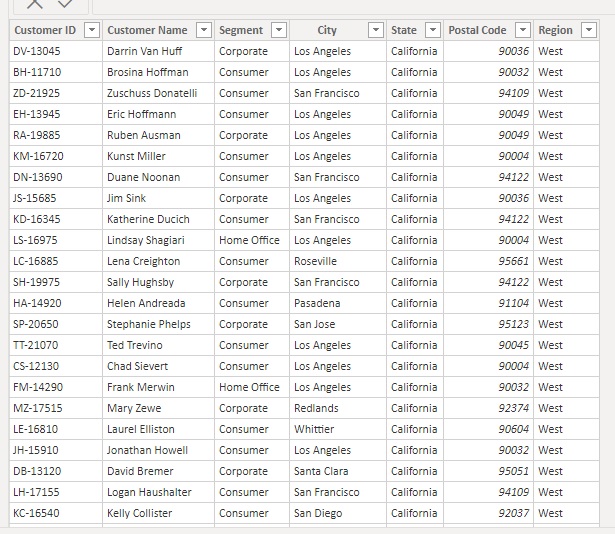 Customer ID Customer Name Segment City State Postal Code Region
DV-13045 Darrin Van Huff Corporate Los Angeles California 90036 West
BH-11710 Brosina Hoffman Consumer Los Angeles California 90032 West
ZD-21925 Zuschuss Donatelli Consumer San Francisco California 94109 West
EH-13945 Eric Hoffmann Consumer Los Angeles California 90049 West
RA-19885 Ruben Ausman Corporate Los Angeles California 90049 West
KM-16720 Kunst Miller Consumer Los Angeles California 90004 West
DN-13690 Duane Noonan Consumer San Francisco California 94122 West
JS-15685 Jim Sink Corporate Los Angeles California 90036 West
KD-16345 Katherine Ducich Consumer San Francisco California 94122 West
LS-16975 Lindsay Shagiari Home Office Los Angeles California 90004 West
LC-16885 Lena Creighton Consumer Roseville California 95661 West
SH-19975 Sally Hughsby Corporate San Francisco California 94122 West
HA-14920 Helen Andreada Consumer Pasadena California 91104 West
SP-20650 Stephanie Phelps Corporate San Jose California 95123 West
TT-21070 Ted Trevino Consumer Los Angeles California 90045 West
CS-12130 Chad Sievert Consumer Los Angeles California 90004 West
FM-14290 Frank Merwin Home Office Los Angeles California 90032 West
MZ-17515 Mary Zewe Corporate Redlands California 92374 West
LE-16810 Laurel Elliston Consumer Whittier California 90604 West
JH-15910 Jonathan Howell Consumer Los Angeles California 90032 West
DB-13120 David Bremer Corporate Santa Clara California 95051 West
LH-17155 Logan Haushalter Consumer San Francisco California 94109 West
KC-16540 Kelly Collister Consumer San Diego California 92037 West